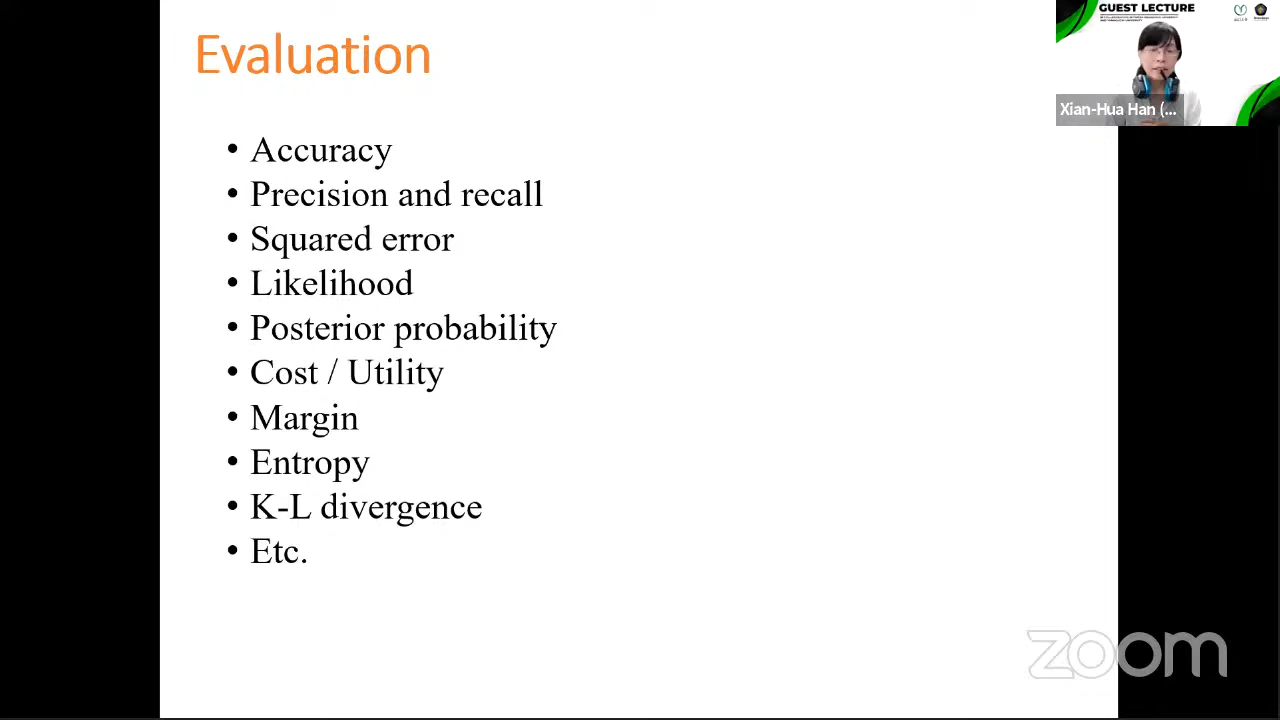 Evaluation
• Accuracy
• Precision and recall
• Squared error
• Likelihood
• Posterior probability
• Cost / Utility
• Margin
• Entropy
• K-L divergence
• Etc.
GUEST LECTURE
Xian-Hua Han (...
zoom